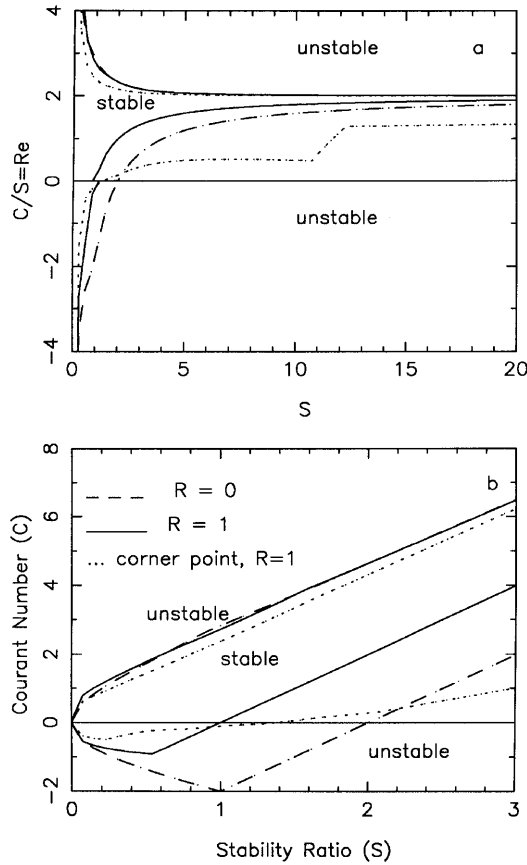 4
unstable
a
stable
2
C/S=Re
0
unstable
-2
-4
0
5
10
15
20
S
8
b
R = 0
6
R = 1
... corner point, R=1
4
unstable
stable
2
Courant Number (C)
0
unstable
-2
0
1
2
3
Stability Ratio (S)